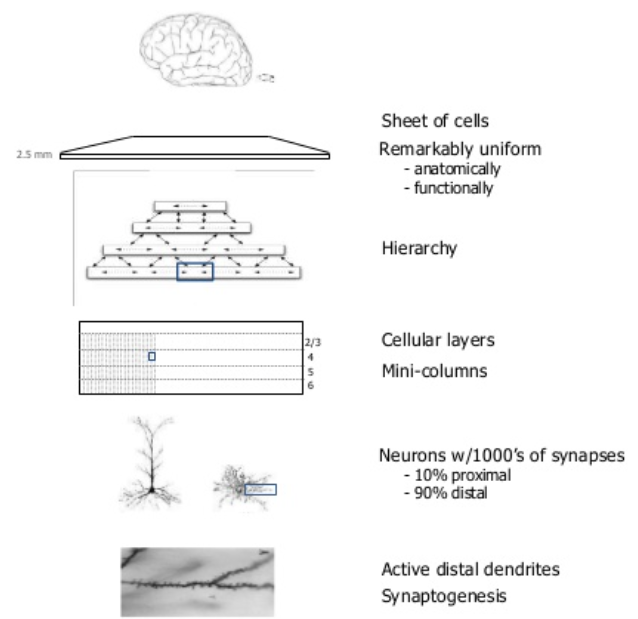 Sheet of cells
2.5 mm
Remarkably uniform
- anatomically
- functionally
Hierarchy
2/3
4
5
6
Cellular layers
Mini-columns
Neurons w/1000's of synapses
- 10% proximal
- 90% distal
Active distal dendrites
Synaptogenesis